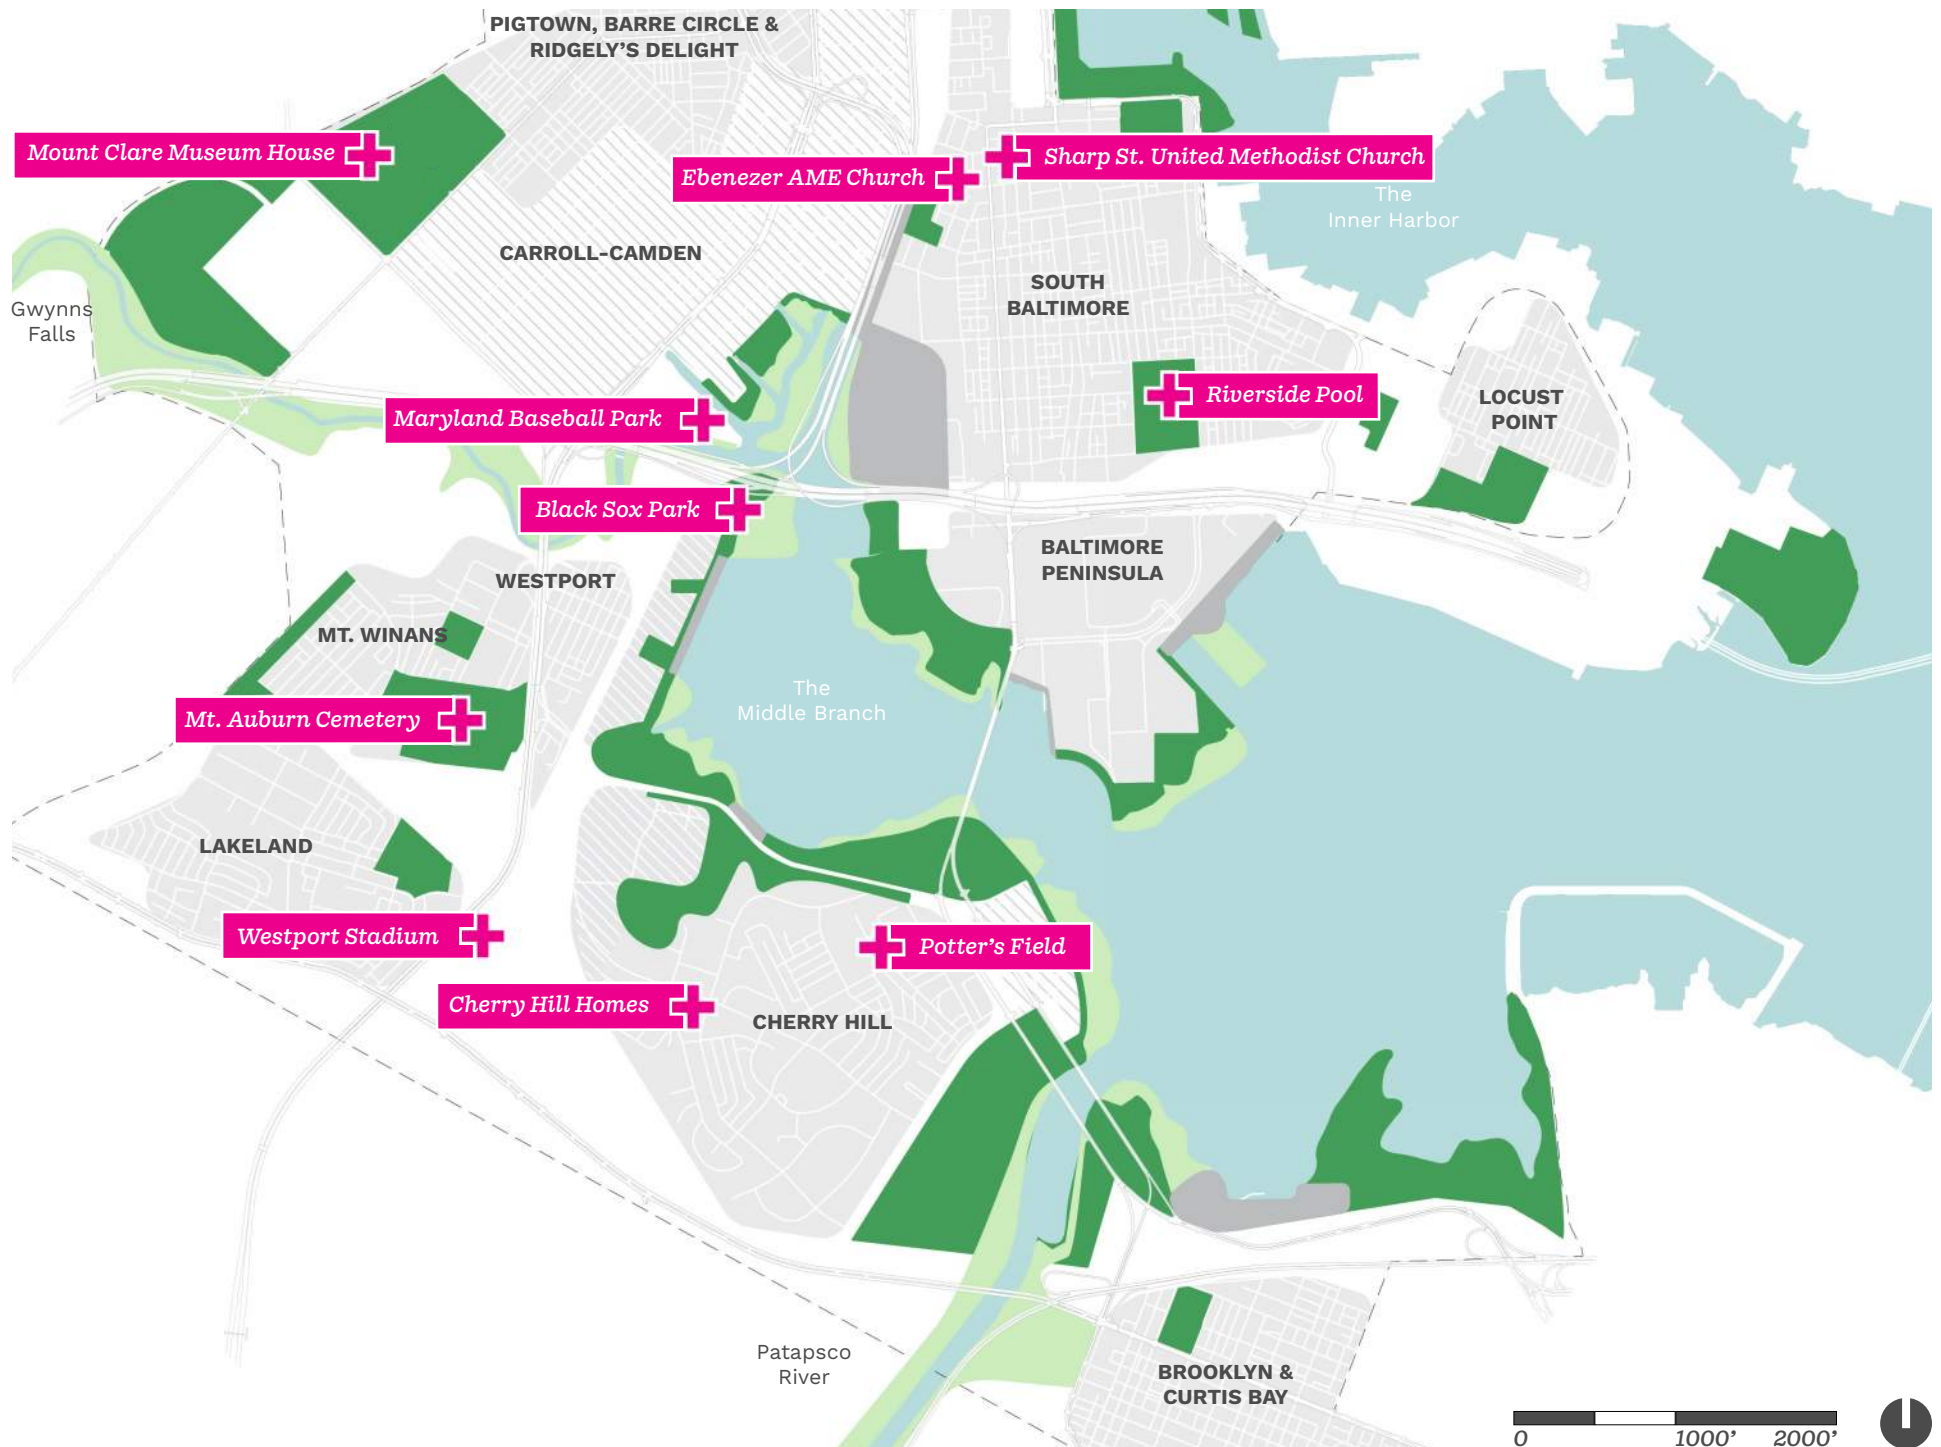 PIGTOWN, BARRE CIRCLE &
RIDGELY’S DELIGHT
Mount Clare Museum House
Ebenezer AME Church
Sharp St. United Methodist Church
The
Inner Harbor
CARROLL-CAMDEN
SOUTH
BALTIMORE
Gwynns
Falls
Maryland Baseball Park
Riverside Pool
LOCUST
POINT
Black Sox Park
BALTIMORE
PENINSULA
WESTPORT
MT. WINANS
The
Middle Branch
Mt. Auburn Cemetery
LAKELAND
Westport Stadium
Potter’s Field
Cherry Hill Homes
CHERRY HILL
Patapsco
River
BROOKLYN &
CURTIS BAY
0 1000’ 2000’